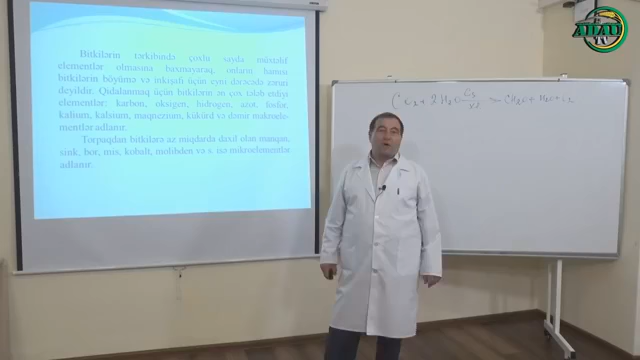 Bitkilərin tərkibində çoxlu sayda müxtəlif
elementlər olmasına baxmayaraq, onların hamısı
bitkilərin böyümə və inkişafı üçün eyni dərəcədə zəruri
deyildir. Qidalanmaq üçün bitkilərin ən çox tələb etdiyi
elementlər: karbon, oksigen, hidrogen, azot, fosfor,
kalium, kalsium, maqnezium, kükürd və dəmir makroele-
mentlər adlanır.
Torpaqdan bitkilərə az miqdarda daxil olan manqan,
sink, bor, mis, kobalt, molibden və s. isə mikroelementlər
adlanır.
ADAU
TV